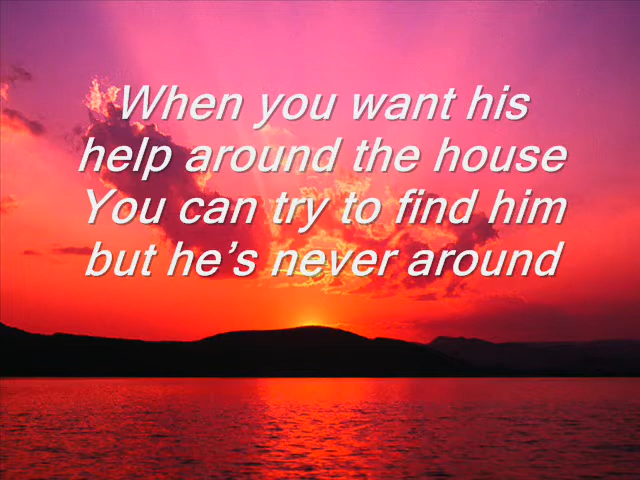 When you want his
help around the house
You can try to find him
but he’s never around